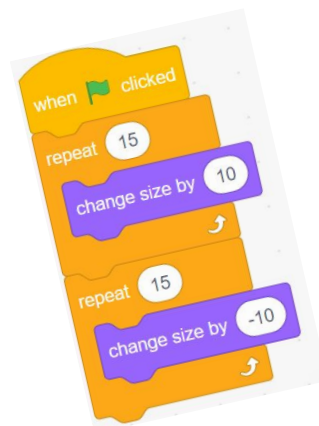 when clicked
repeat 15
change size by 10
repeat 15
change size by -10